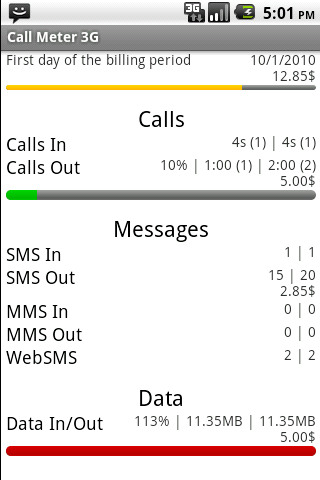 3G 5:01 PM
Call Meter 3G
First day of the billing period 10/1/2010
12.85$
Calls
Calls In 4s (1) | 4s (1)
Calls Out 10% | 1:00 (1) | 2:00 (2)
5.00$
Messages
SMS In 1 | 1
SMS Out 15 | 20
2.85$
MMS In 0 | 0
MMS Out 0 | 0
WebSMS 2 | 2
Data
Data In/Out 113% | 11.35MB | 11.35MB
5.00$